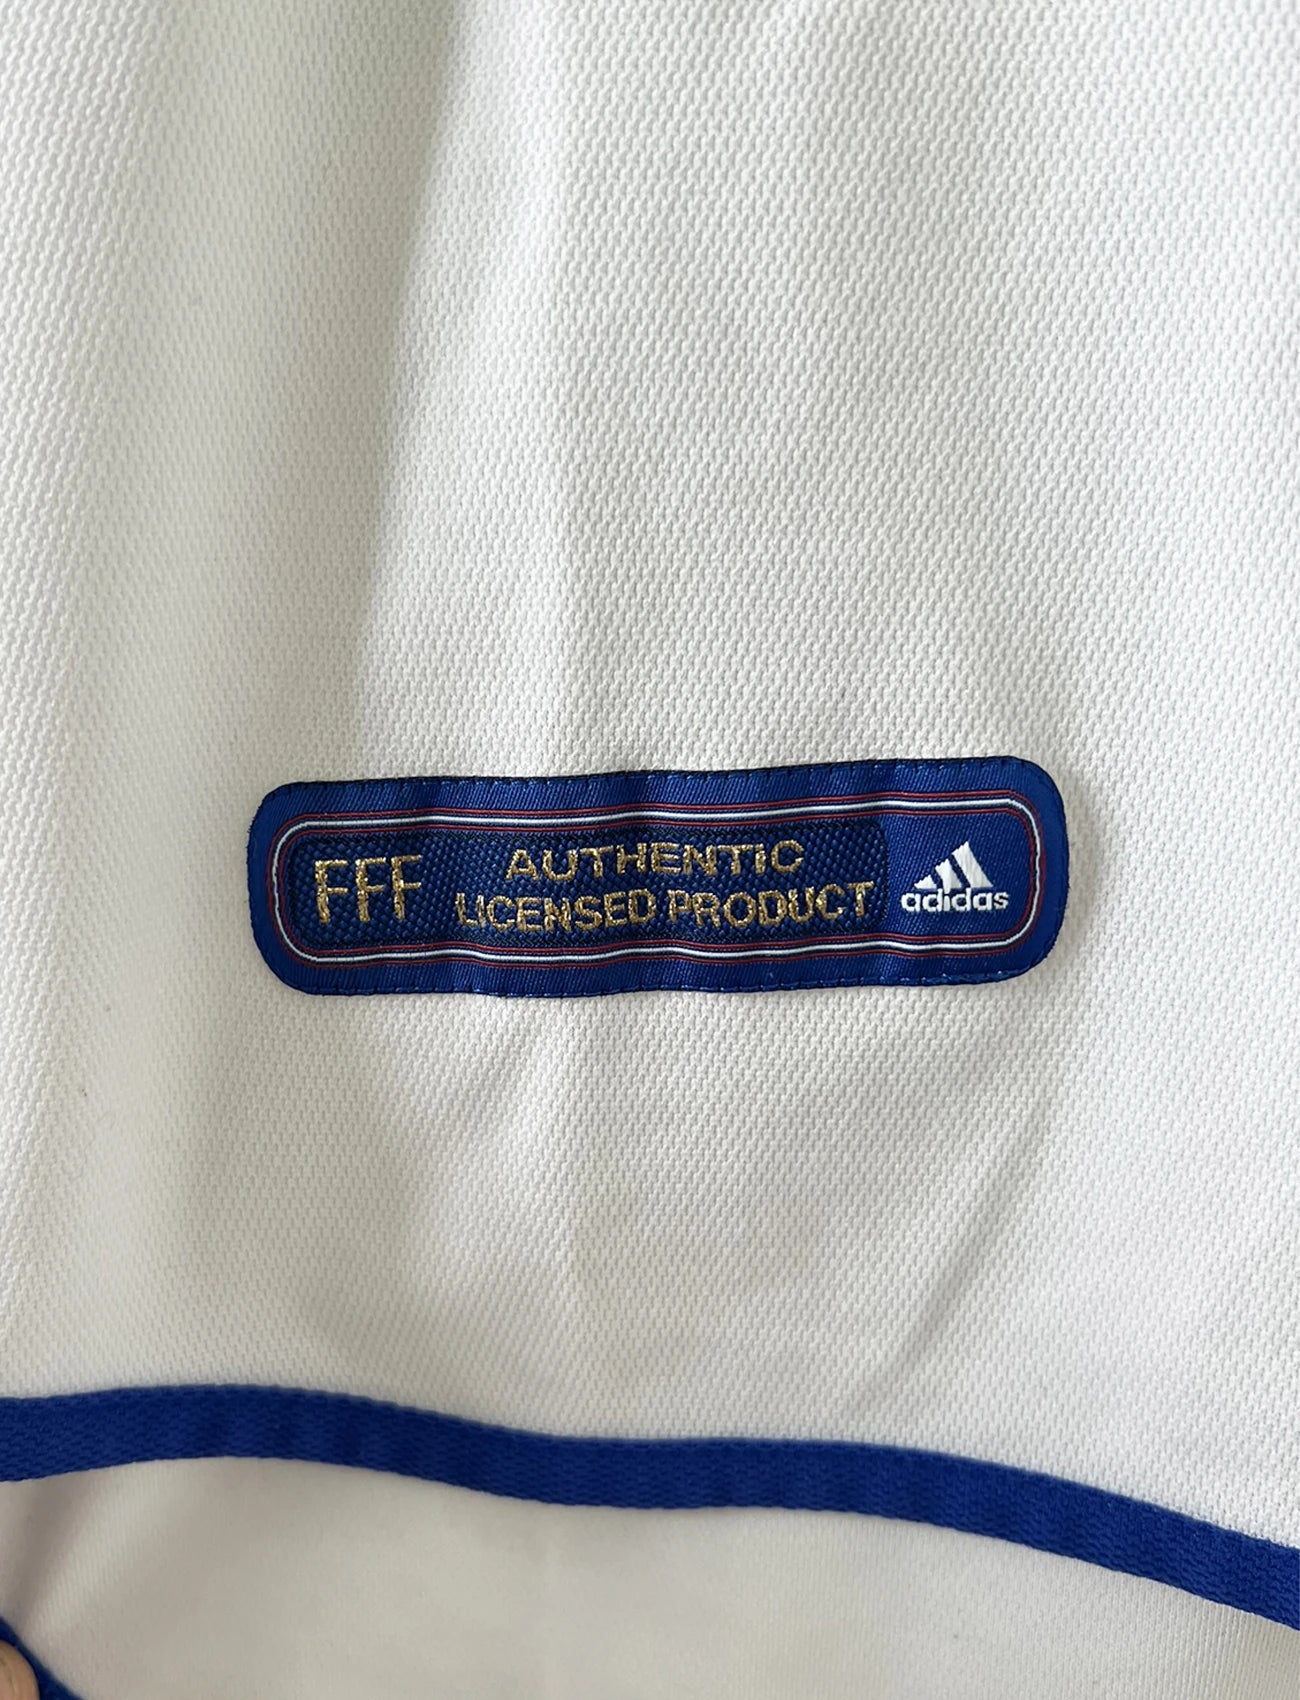 FFF
AUTHENTIC
LICENSED PRODUCT
adidas